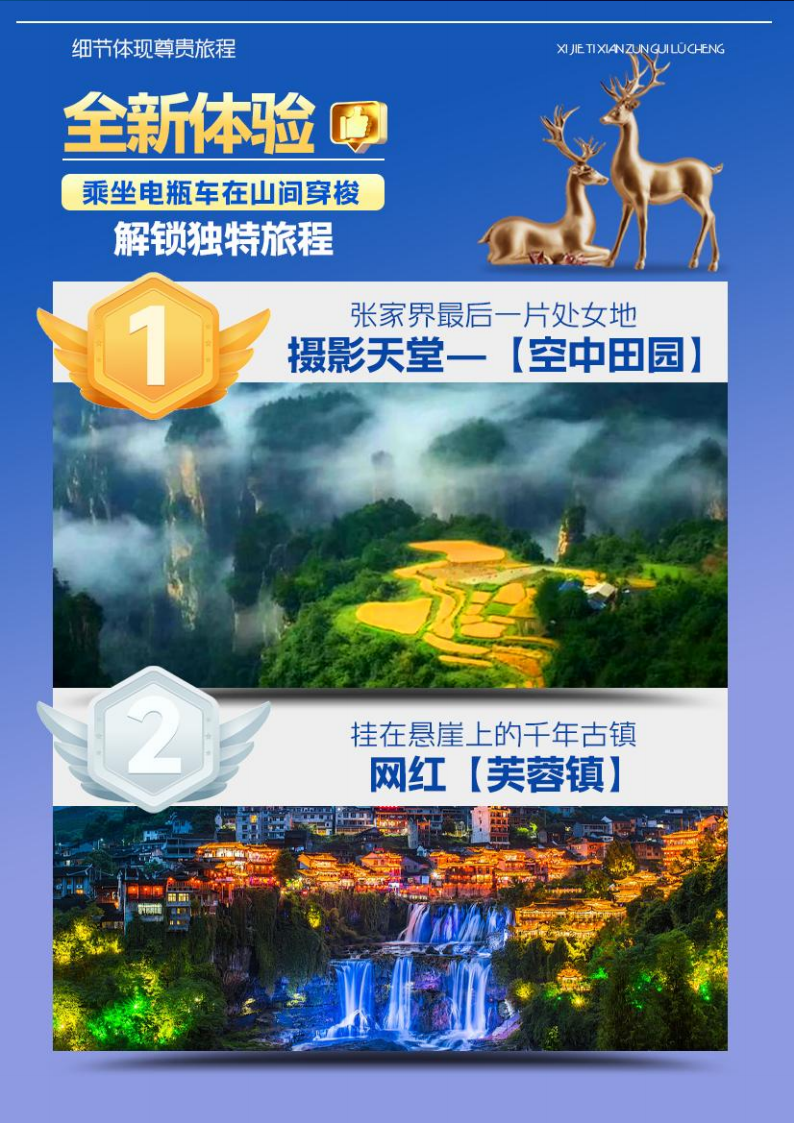 细节体现尊贵旅程
XI JIE TI XIAN ZUN GUI LÜ CHENG
全新体验
乘坐电瓶车在山间穿梭
解锁独特旅程
1
张家界最后一片处女地
摄影天堂—【空中田园】
2
挂在悬崖上的千年古镇
网红【芙蓉镇】